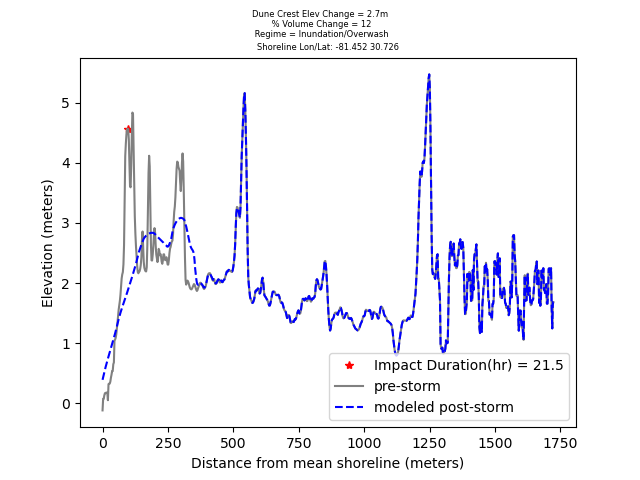 Dune Crest Elev Change = 2.7m
% Volume Change = 12
Regime = Inundation/Overwash
Shoreline Lon/Lat: -81.452 30.726
5
4
3
2
1
0
Elevation (meters)
Impact Duration(hr) = 21.5
pre-storm
modeled post-storm
0 250 500 750 1000 1250 1500 1750
Distance from mean shoreline (meters)